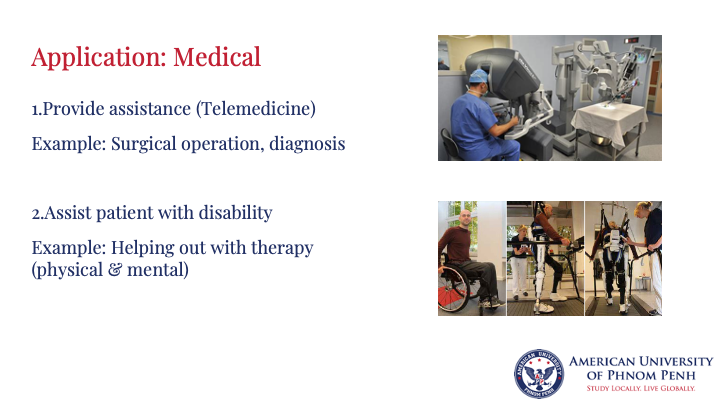 Application: Medical
1.Provide assistance (Telemedicine)
Example: Surgical operation, diagnosis
2.Assist patient with disability
Example: Helping out with therapy
(physical & mental)
AMERICAN UNIVERSITY
PHNOM PENH
AMERICAN UNIVERSITY
OF PHNOM PENH
STUDY LOCALLY. LIVE GLOBALLY.